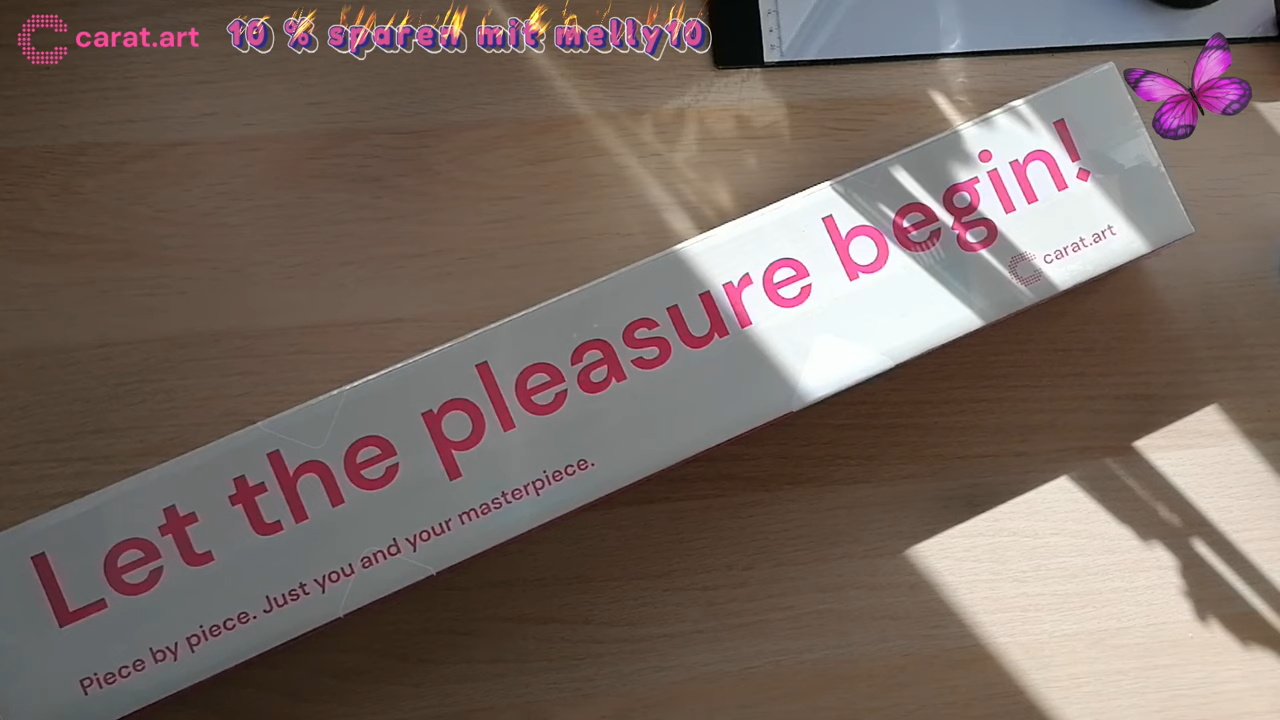 carat.art
10 % sparen mit melly10
Let the pleasure begin!
carat.art
Piece by piece. Just you and your masterpiece.